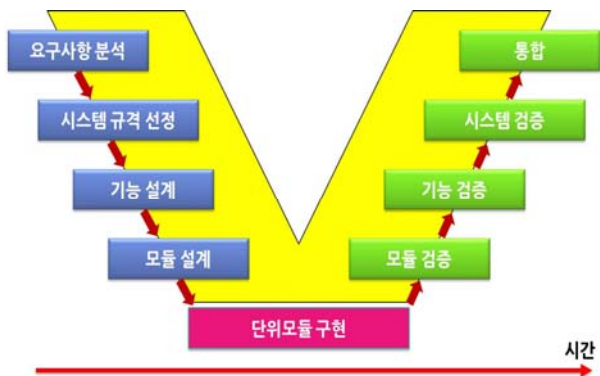 요구사항 분석
시스템 규격 선정
기능 설계
모듈 설계
단위모듈 구현
모듈 검증
기능 검증
시스템 검증
통합
시간